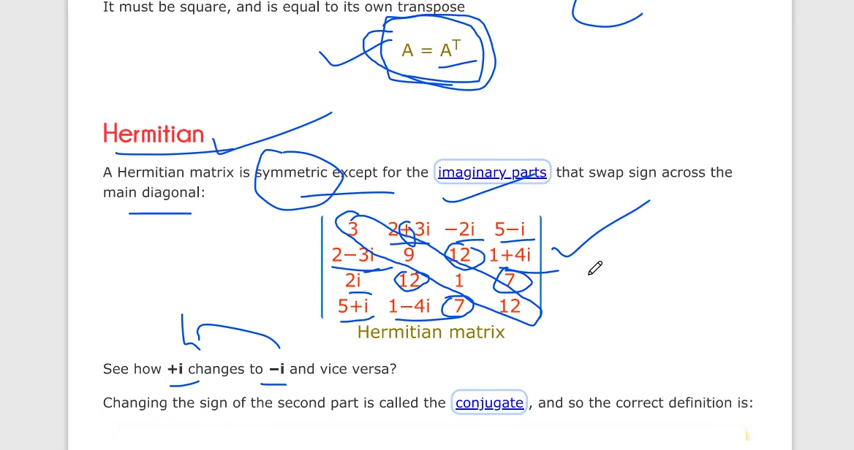 It must be square, and is equal to its own transpose
A = Aᵀ
Hermitian
A Hermitian matrix is symmetric except for the imaginary parts that swap sign across the
main diagonal:
3 2+3i −2i 5−i
2−3i 9 12 1+4i
2i 12 1 7
5+i 1−4i 7 12
Hermitian matrix
See how +i changes to −i and vice versa?
Changing the sign of the second part is called the conjugate, and so the correct definition is: